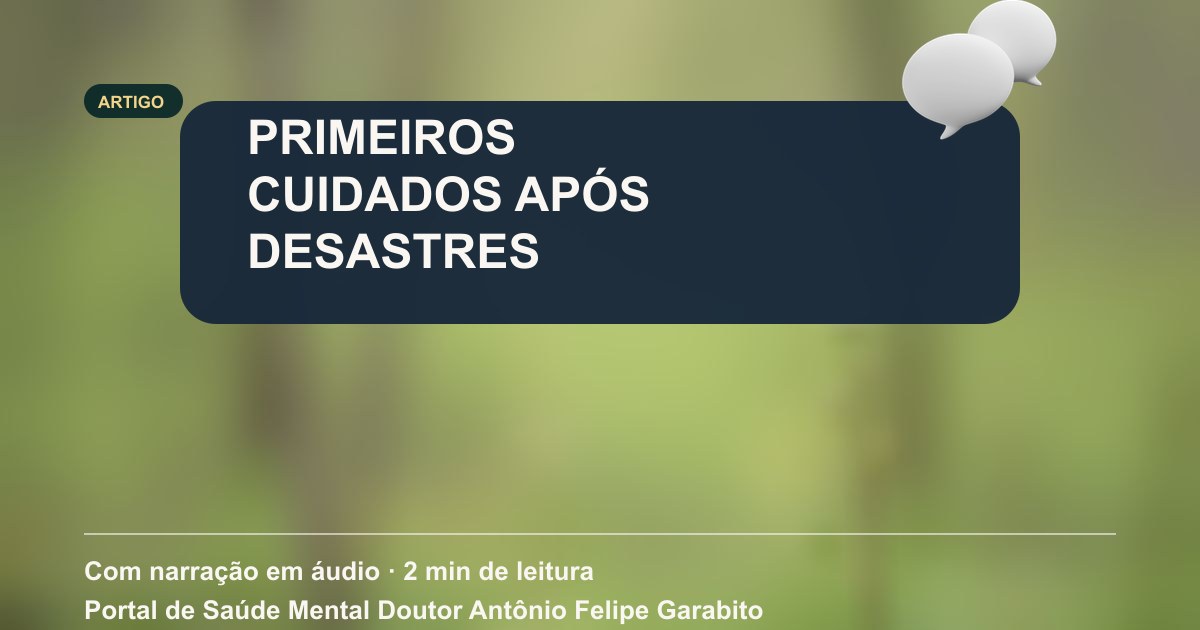 ARTIGO
PRIMEIROS
CUIDADOS APÓS
DESASTRES
Com narração em áudio · 2 min de leitura
Portal de Saúde Mental Doutor Antônio Felipe Garabito